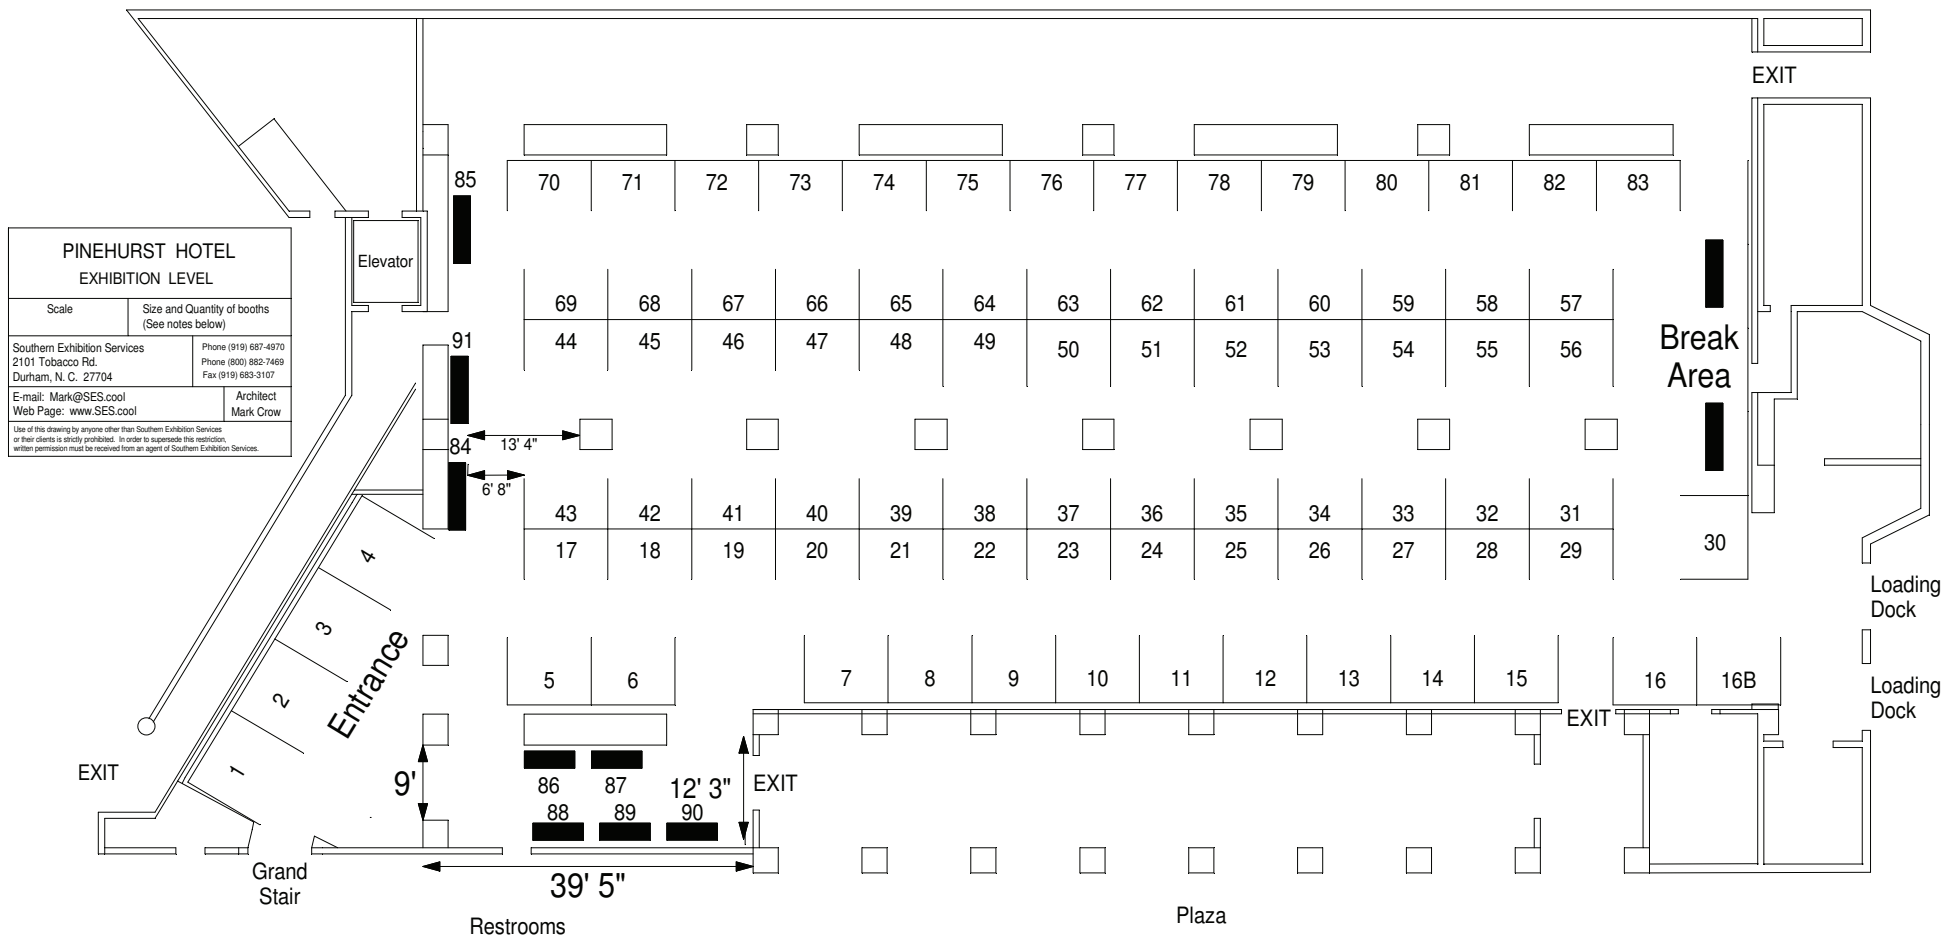 EXIT
85
70 71 72 73 74 75 76 77 78 79 80 81 82 83
PINEHURST HOTEL
EXHIBITION LEVEL
Scale
Size and Quantity of booths
(See notes below)
Southern Exhibition Services
2101 Tobacco Rd.
Durham, N. C. 27704
Phone (919) 687-4970
Phone (800) 882-7469
Fax (919) 683-3107
E-mail: Mark@SES.cool
Web Page: www.SES.cool
Architect
Mark Crow
Use of this drawing by anyone other than Southern Exhibition Services
or their clients is strictly prohibited. In order to supersede this restriction,
written permission must be received from an agent of Southern Exhibition Services.
Elevator
69 68 67 66 65 64 63 62 61 60 59 58 57
91
44 45 46 47 48 49 50 51 52 53 54 55 56
Break
Area
84
13' 4"
6' 8"
43 42 41 40 39 38 37 36 35 34 33 32 31
17 18 19 20 21 22 23 24 25 26 27 28 29
30
4
3
2
1
Entrance
Loading
Dock
5 6 7 8 9 10 11 12 13 14 15 16 16B
Loading
Dock
EXIT
EXIT
9'
86 87
12' 3"
EXIT
88 89 90
Grand
Stair
39' 5"
Restrooms
Plaza